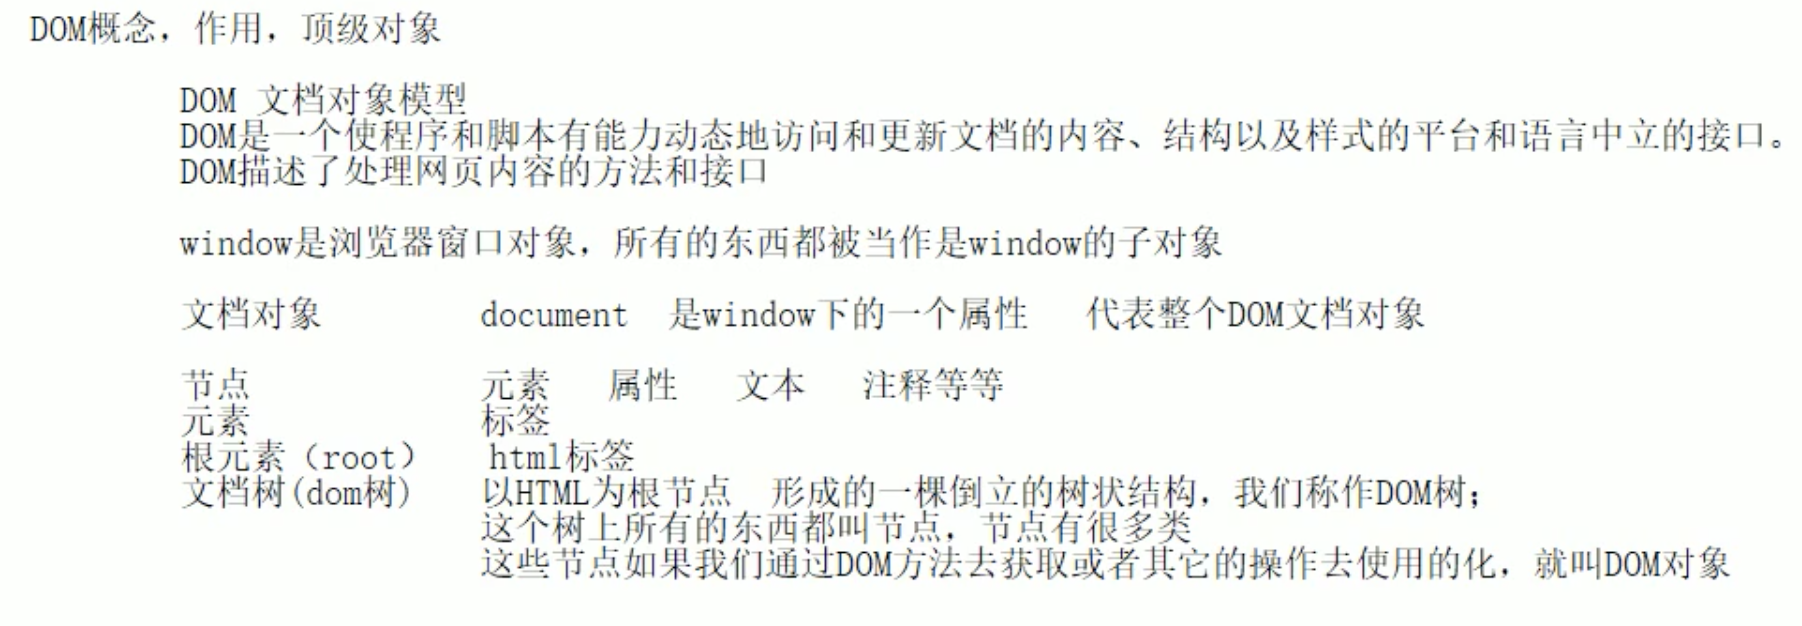 DOM概念，作用，顶级对象
DOM 文档对象模型
DOM是一个使程序和脚本有能力动态地访问和更新文档的内容、结构以及样式的平台和语言中立的接口。
DOM描述了处理网页内容的方法和接口
window是浏览器窗口对象，所有的东西都被当作是window的子对象
文档对象 document 是window下的一个属性 代表整个DOM文档对象
节点 元素 属性 文本 注释等等
元素 标签
根元素（root） html标签
文档树(dom树) 以HTML为根节点 形成的一棵倒立的树状结构，我们称作DOM树；
这个树上所有的东西都叫节点，节点有很多类
这些节点如果我们通过DOM方法去获取或者其它的操作去使用的化，就叫DOM对象